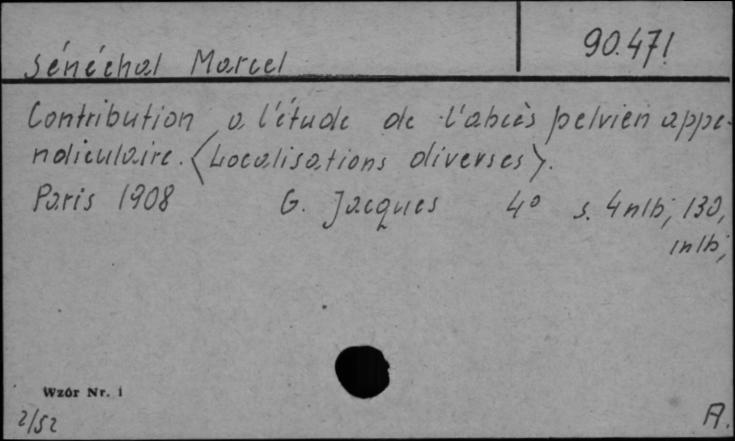 90.471
Sénéchal Marcel
Contribution a l'étude de l'abcès pelvien appe-
ndiculaire. <Localisations diverses>.
Paris 1908 G. Jacques 4° s. 4nlb, 130,
1nlb,
Wzór Nr. 1
2/52
A.